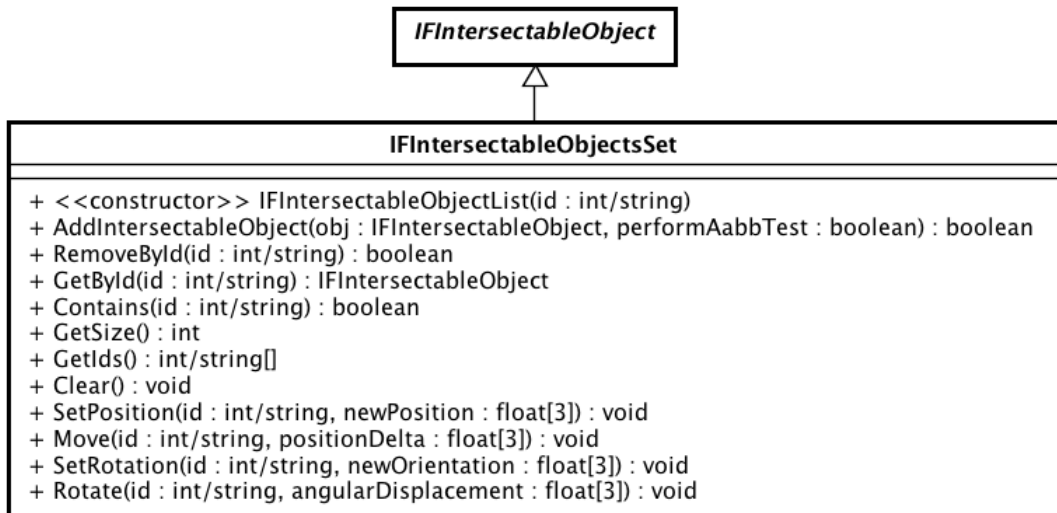 IFIntersectableObject
IFIntersectableObjectsSet
+ <<constructor>> IFIntersectableObjectList(id : int/string)
+ AddIntersectableObject(obj : IFIntersectableObject, performAabbTest : boolean) : boolean
+ RemoveById(id : int/string) : boolean
+ GetById(id : int/string) : IFIntersectableObject
+ Contains(id : int/string) : boolean
+ GetSize() : int
+ GetIds() : int/string[]
+ Clear() : void
+ SetPosition(id : int/string, newPosition : float[3]) : void
+ Move(id : int/string, positionDelta : float[3]) : void
+ SetRotation(id : int/string, newOrientation : float[3]) : void
+ Rotate(id : int/string, angularDisplacement : float[3]) : void